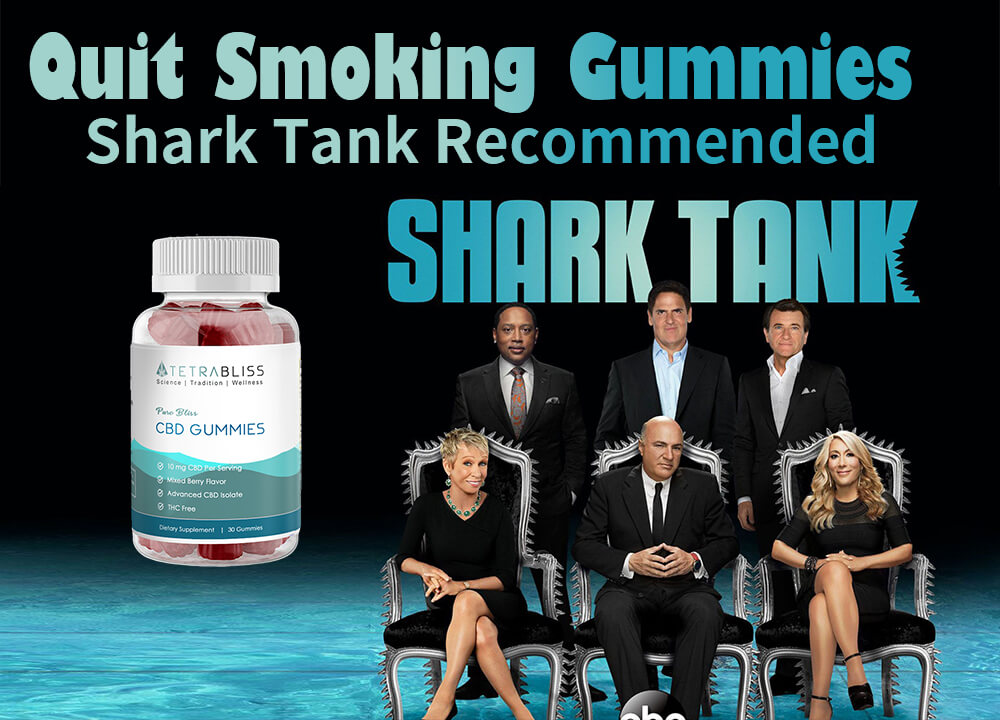 Quit Smoking Gummies
Shark Tank Recommended
SHARK TANK
TETRABLISS
Science | Tradition | Wellness
Pure Bliss
CBD GUMMIES
10 mg CBD Per Serving
Mixed Berry Flavor
Advanced CBD Isolate
THC Free
Dietary Supplement | 30 Gummies
abc